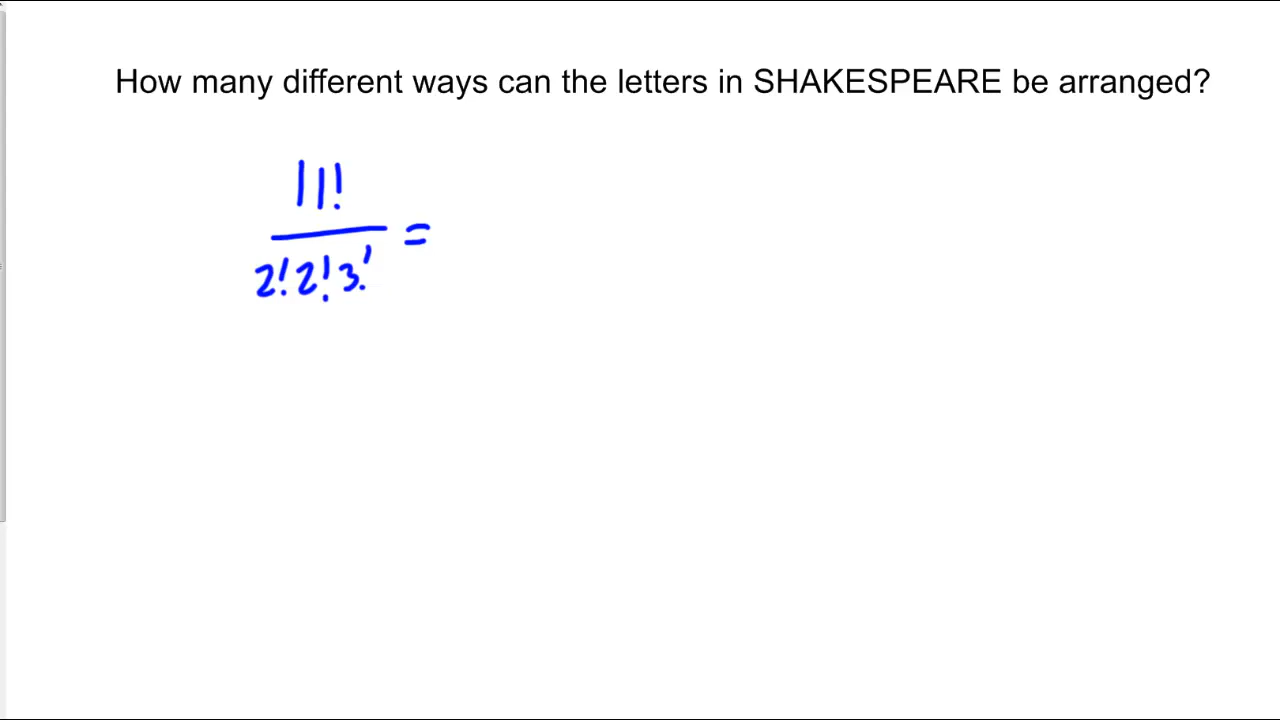 How many different ways can the letters in SHAKESPEARE be arranged?
11!
2!2!3! =